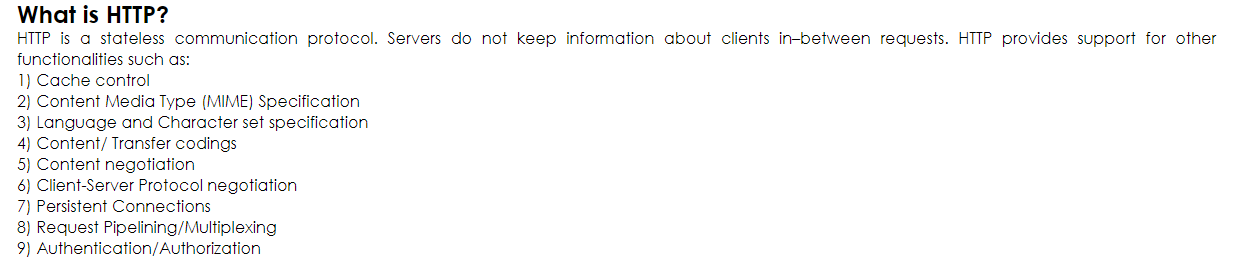 What is HTTP?
HTTP is a stateless communication protocol. Servers do not keep information about clients in–between requests. HTTP provides support for other
functionalities such as:
1) Cache control
2) Content Media Type (MIME) Specification
3) Language and Character set specification
4) Content/ Transfer codings
5) Content negotiation
6) Client-Server Protocol negotiation
7) Persistent Connections
8) Request Pipelining/Multiplexing
9) Authentication/Authorization